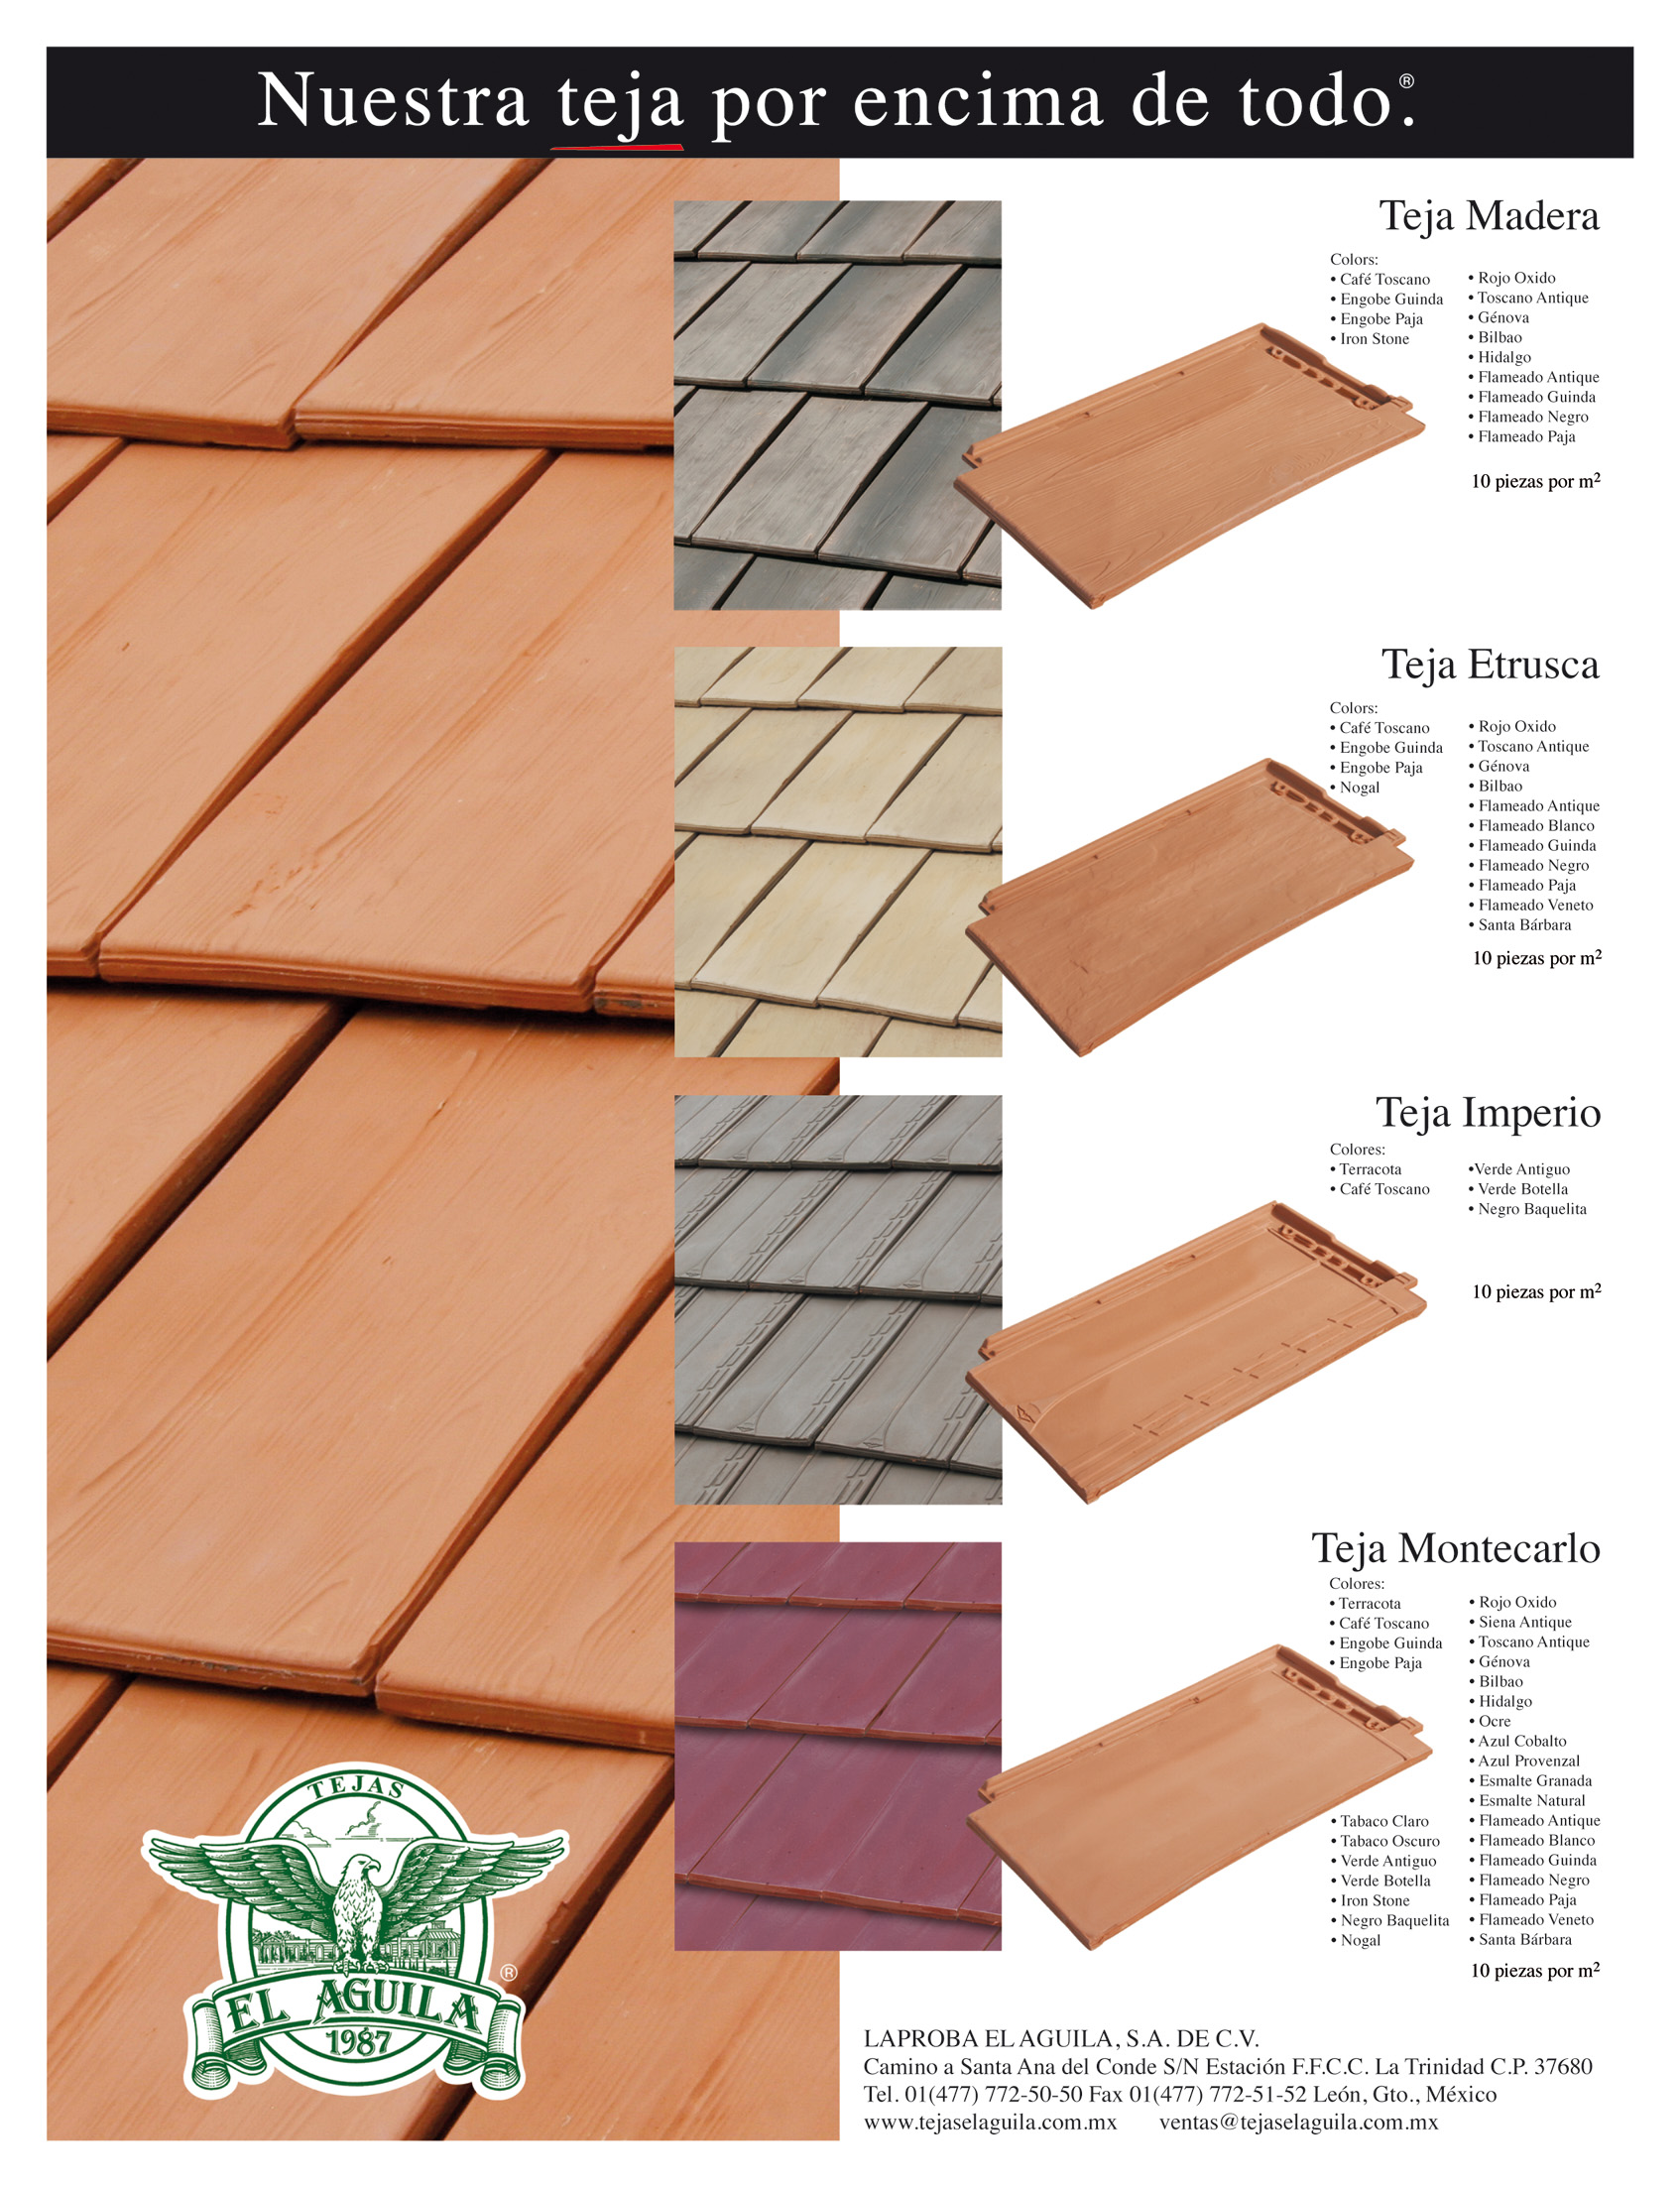 Nuestra teja por encima de todo.®
Teja Madera
Colors:
• Café Toscano
• Engobe Guinda
• Engobe Paja
• Iron Stone
• Rojo Oxido
• Toscano Antique
• Génova
• Bilbao
• Hidalgo
• Flameado Antique
• Flameado Guinda
• Flameado Negro
• Flameado Paja
10 piezas por m²
Teja Etrusca
Colors:
• Café Toscano
• Engobe Guinda
• Engobe Paja
• Nogal
• Rojo Oxido
• Toscano Antique
• Génova
• Bilbao
• Flameado Antique
• Flameado Blanco
• Flameado Guinda
• Flameado Negro
• Flameado Paja
• Flameado Veneto
• Santa Bárbara
10 piezas por m²
Teja Imperio
Colores:
• Terracota
• Café Toscano
•Verde Antiguo
• Verde Botella
• Negro Baquelita
10 piezas por m²
Teja Montecarlo
Colores:
• Terracota
• Café Toscano
• Engobe Guinda
• Engobe Paja
• Tabaco Claro
• Tabaco Oscuro
• Verde Antiguo
• Verde Botella
• Iron Stone
• Negro Baquelita
• Nogal
• Rojo Oxido
• Siena Antique
• Toscano Antique
• Génova
• Bilbao
• Hidalgo
• Ocre
• Azul Cobalto
• Azul Provenzal
• Esmalte Granada
• Esmalte Natural
• Flameado Antique
• Flameado Blanco
• Flameado Guinda
• Flameado Negro
• Flameado Paja
• Flameado Veneto
• Santa Bárbara
10 piezas por m²
TEJAS
EL AGUILA ®
1987
LAPROBA EL AGUILA, S.A. DE C.V.
Camino a Santa Ana del Conde S/N Estación F.F.C.C. La Trinidad C.P. 37680
Tel. 01(477) 772-50-50 Fax 01(477) 772-51-52 León, Gto., México
www.tejaselaguila.com.mx ventas@tejaselaguila.com.mx